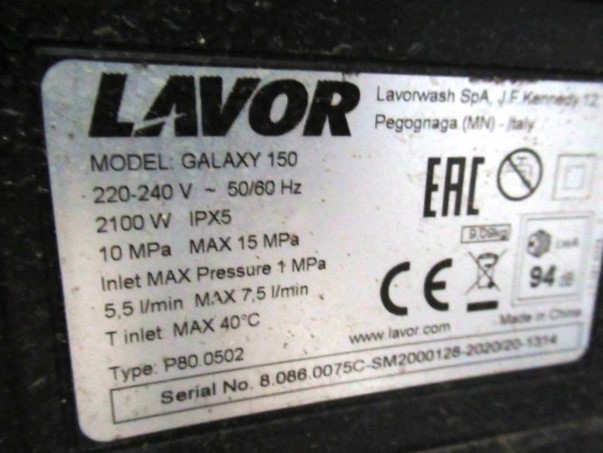 LAVOR
Lavorwash SpA, J.F. Kennedy 12,
Pegognaga (MN) - Italy
MODEL: GALAXY 150
220-240 V ~ 50/60 Hz
2100 W IPX5
10 MPa MAX 15 MPa
Inlet MAX Pressure 1 MPa
5,5 l/min MAX 7,5 l/min
T inlet MAX 40°C
Type: P80.0502
EAC
9,09kg
CE
LWA
94 dB
www.lavor.com
Made in China
Serial No. 8.086.0075C-SM2000128-2020/20-1314